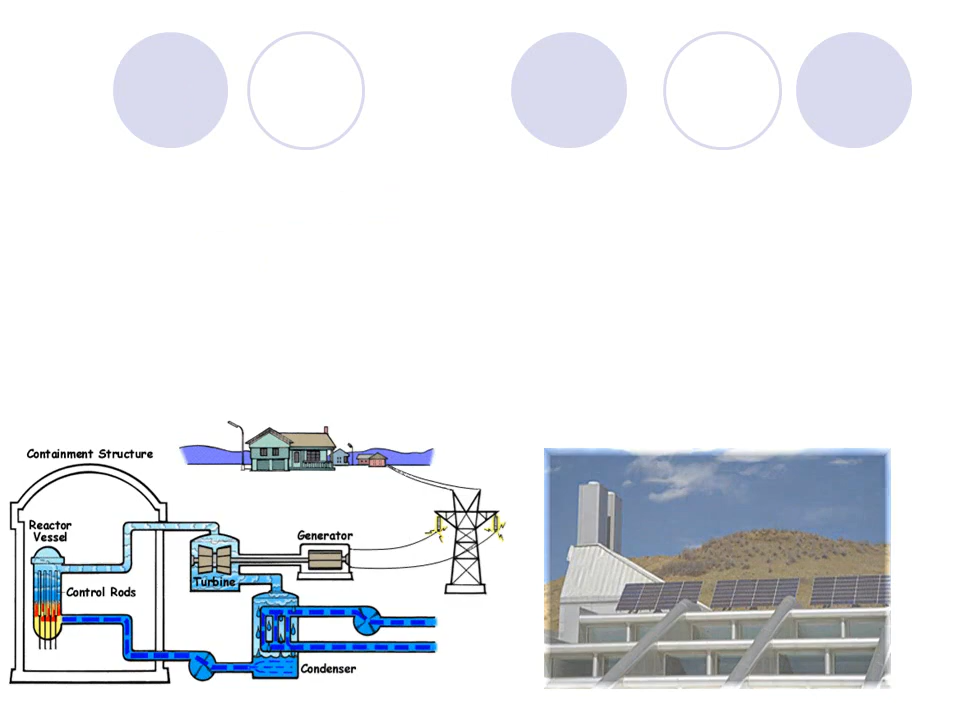 Containment Structure
Reactor
Vessel
Generator
Turbine
Control Rods
Condenser